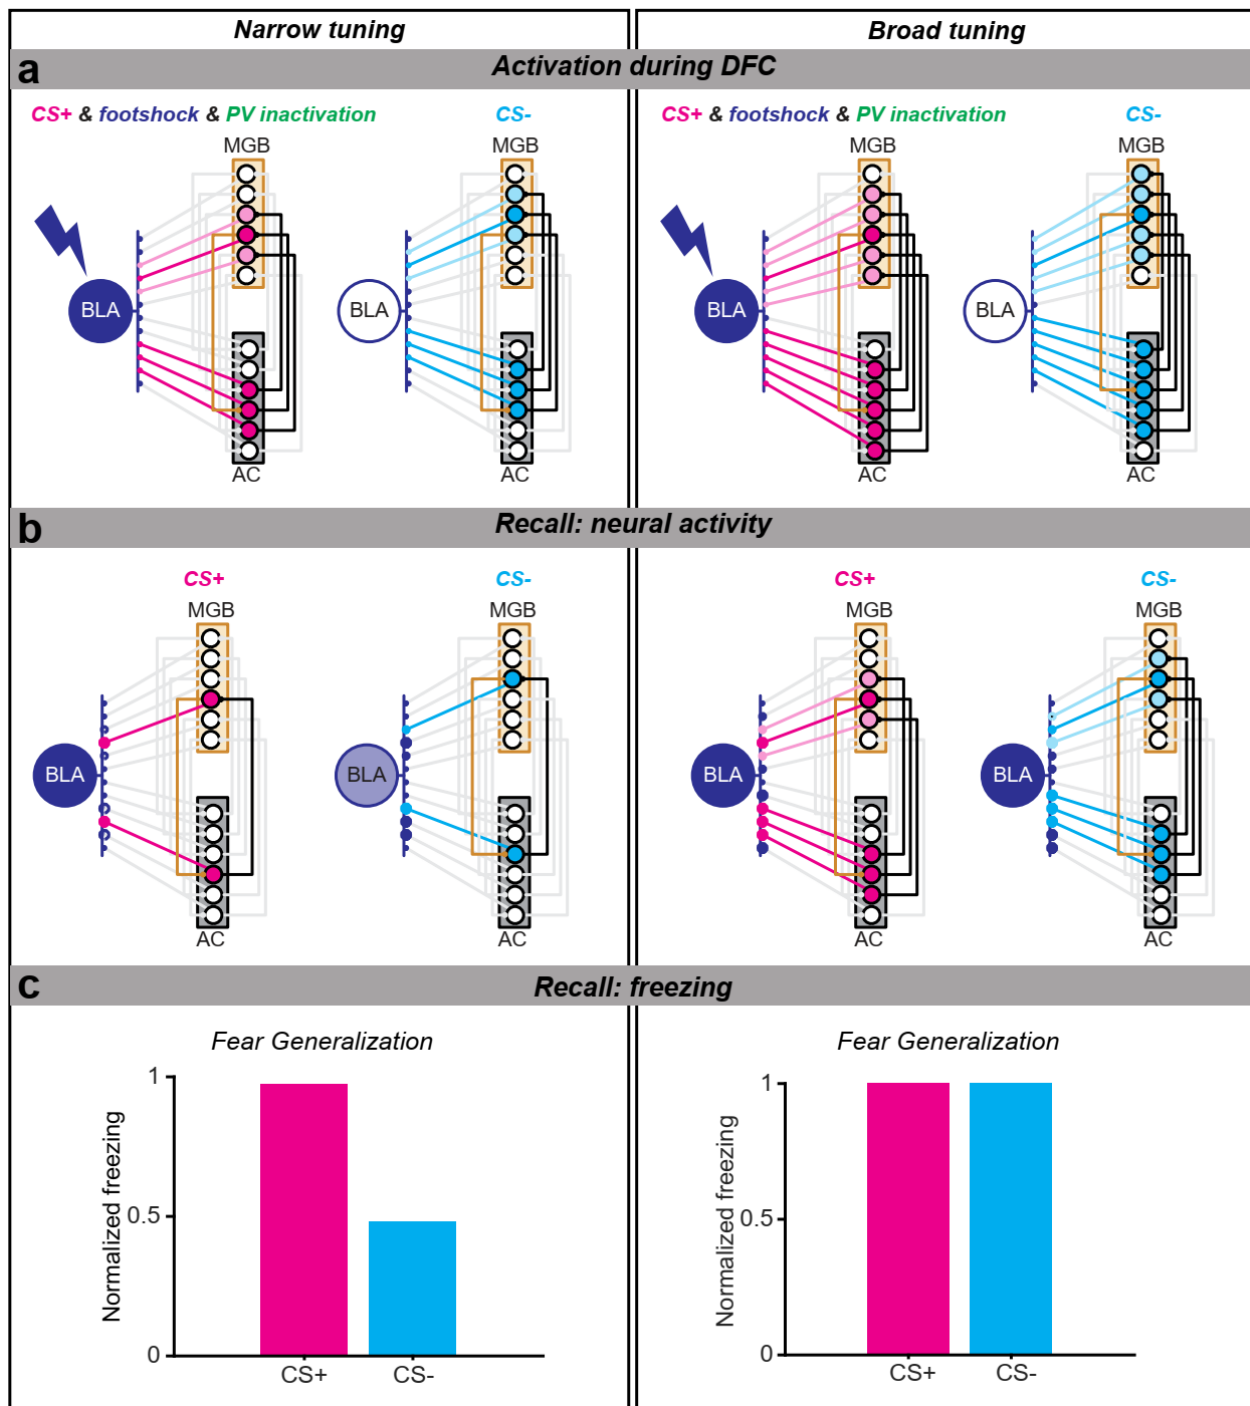 Narrow tuning
Broad tuning
a
Activation during DFC
CS+ & footshock & PV inactivation
CS-
MGB
MGB
BLA
BLA
AC
AC
CS+ & footshock & PV inactivation
CS-
MGB
MGB
BLA
BLA
AC
AC
b
Recall: neural activity
CS+
CS-
MGB
MGB
BLA
BLA
AC
AC
CS+
CS-
MGB
MGB
BLA
BLA
AC
AC
c
Recall: freezing
Fear Generalization
Normalized freezing
1
0.5
0
CS+
CS-
Fear Generalization
Normalized freezing
1
0.5
0
CS+
CS-